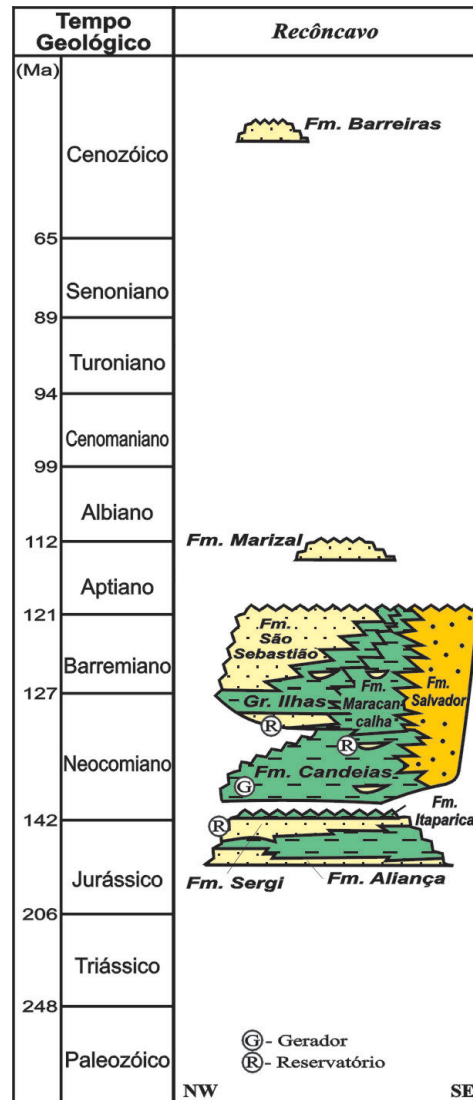 Tempo
Geológico
Recôncavo
(Ma)
Fm. Barreiras
Cenozóico
65
Senoniano
89
Turoniano
94
Cenomaniano
99
Albiano
Fm. Marizal
112
Aptiano
121
Fm.
São
Sebastião
Barremiano
Fm.
Maracan
calha
Fm.
Salvador
127
Gr. Ilhas
R
R
Neocomiano
Fm. Candeias
G
Fm.
Itaparica
142
R
Jurássico
Fm. Sergi
Fm. Aliança
206
Triássico
248
G - Gerador
R - Reservatório
Paleozóico
NW
SE